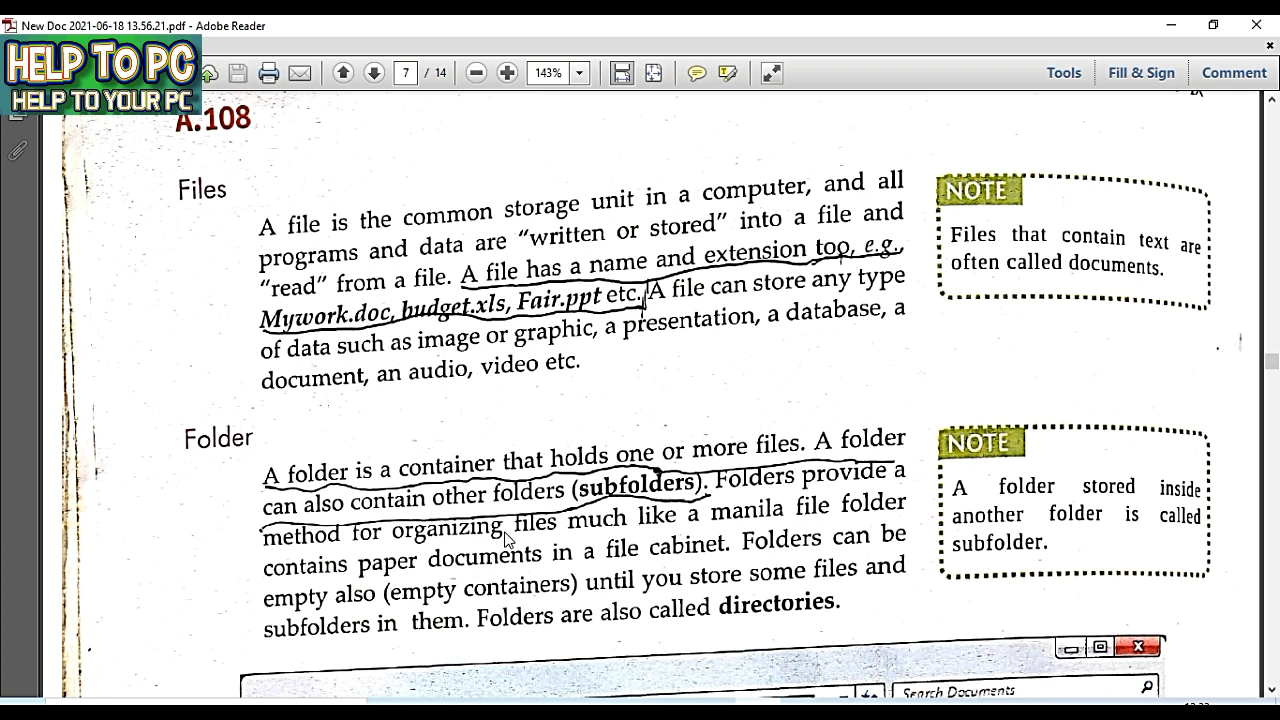 New Doc 2021-06-18 13.56.21.pdf - Adobe Reader
HELP TO PC
HELP TO YOUR PC
7 / 14
143%
Tools
Fill & Sign
Comment
A.108
Files
A file is the common storage unit in a computer, and all
programs and data are “written or stored” into a file and
“read” from a file. A file has a name and extension too, e.g.,
Mywork.doc, budget.xls, Fair.ppt etc. A file can store any type
of data such as image or graphic, a presentation, a database, a
document, an audio, video etc.
NOTE
Files that contain text are
often called documents.
Folder
A folder is a container that holds one or more files. A folder
can also contain other folders (subfolders). Folders provide a
method for organizing files much like a manila file folder
contains paper documents in a file cabinet. Folders can be
empty also (empty containers) until you store some files and
subfolders in them. Folders are also called directories.
NOTE
A folder stored inside
another folder is called
subfolder.
Search Documents